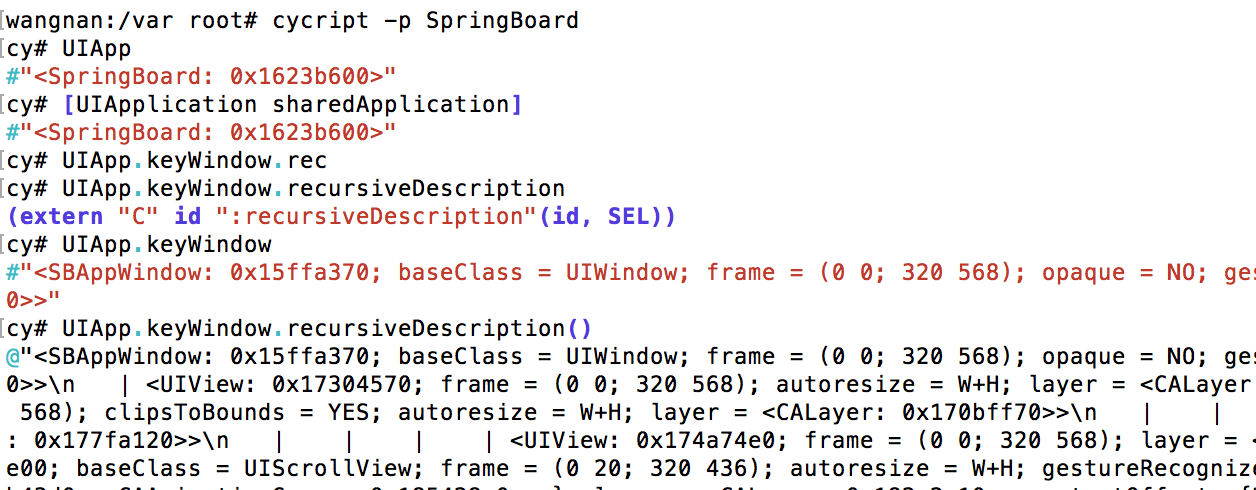 wangnan:/var root# cycript -p SpringBoard
cy# UIApp
#"<SpringBoard: 0x1623b600>"
cy# [UIApplication sharedApplication]
#"<SpringBoard: 0x1623b600>"
cy# UIApp.keyWindow.rec
cy# UIApp.keyWindow.recursiveDescription
(extern "C" id ":recursiveDescription"(id, SEL))
cy# UIApp.keyWindow
#"<SBAppWindow: 0x15ffa370; baseClass = UIWindow; frame = (0 0; 320 568); opaque = NO; ges
0>>"
cy# UIApp.keyWindow.recursiveDescription()
@"<SBAppWindow: 0x15ffa370; baseClass = UIWindow; frame = (0 0; 320 568); opaque = NO; ges
0>>\n   | <UIView: 0x17304570; frame = (0 0; 320 568); autoresize = W+H; layer = <CALayer
568); clipsToBounds = YES; autoresize = W+H; layer = <CALayer: 0x170bff70>>\n   |    |
: 0x177fa120>>\n   |    |    |    | <UIView: 0x174a74e0; frame = (0 0; 320 568); layer = <
e00; baseClass = UIScrollView; frame = (0 20; 320 436); autoresize = W+H; gestureRecognize